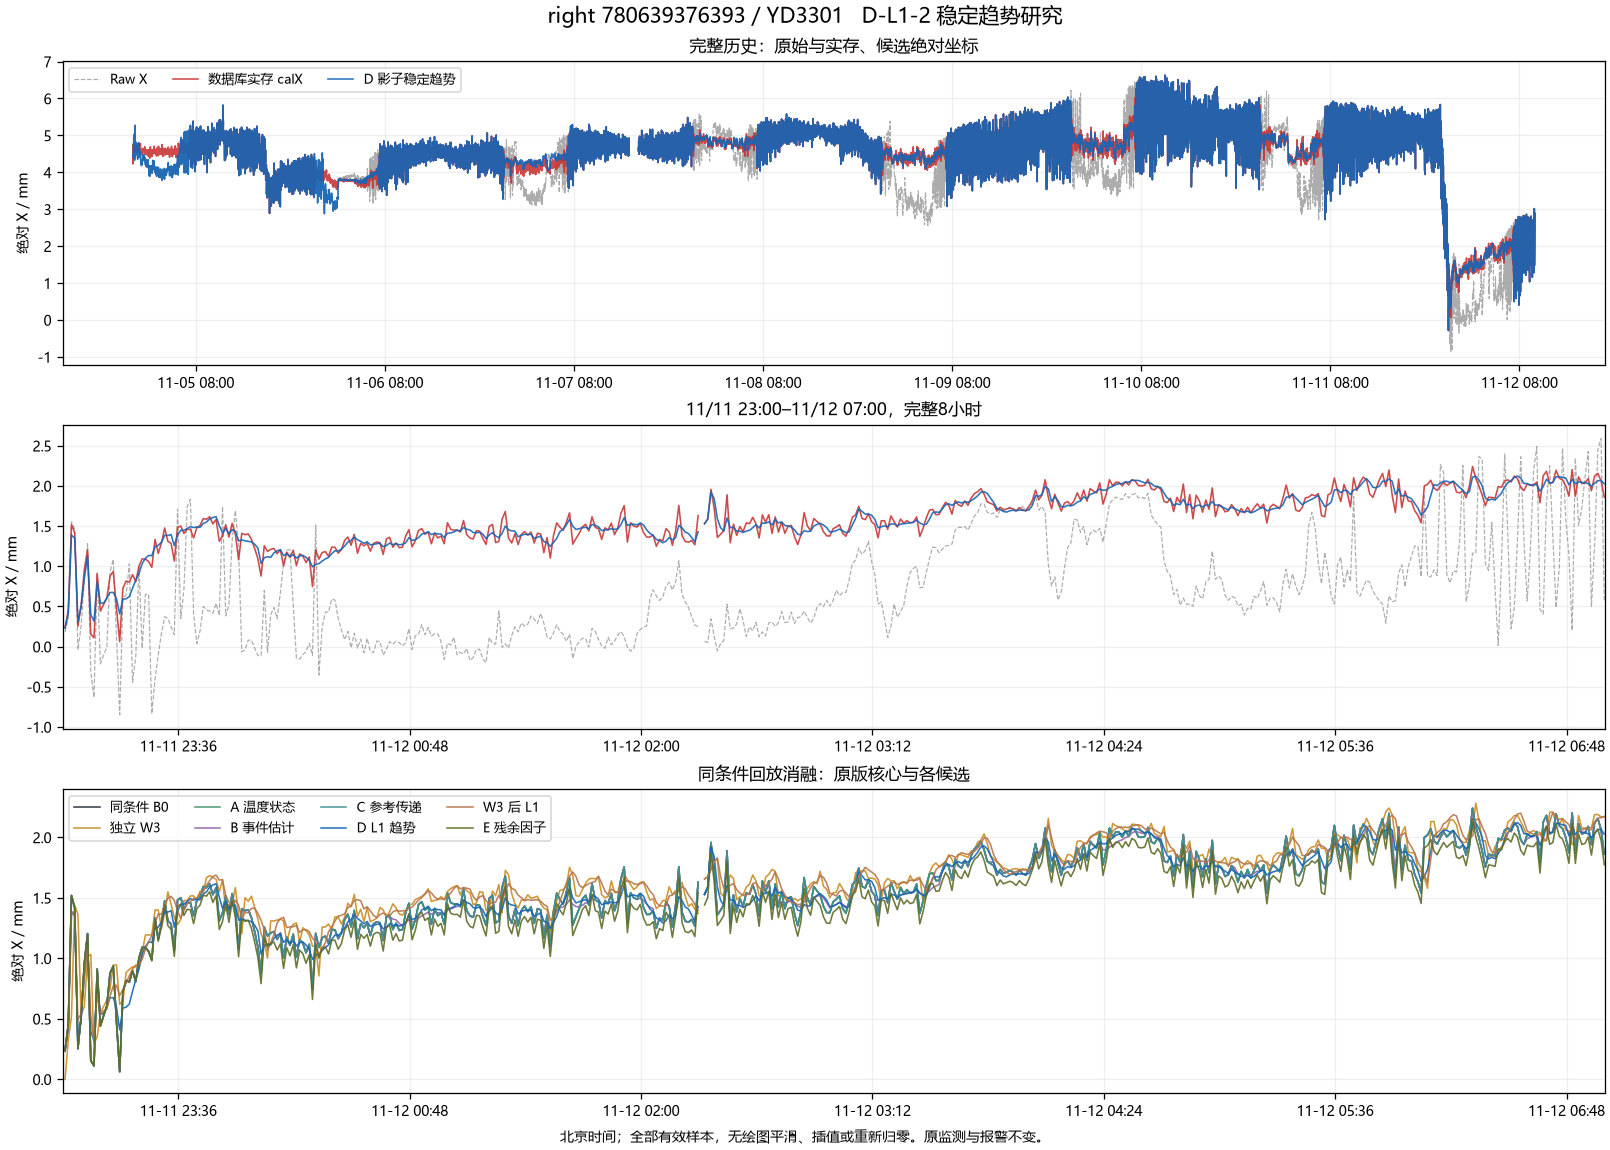 right 780639376393 / YD3301   D-L1-2 稳定趋势研究
完整历史：原始与实存、候选绝对坐标
Raw X
数据库实存 calX
D 影子稳定趋势
绝对 X / mm
7
6
5
4
3
2
1
0
-1
11-05 08:00
11-06 08:00
11-07 08:00
11-08 08:00
11-09 08:00
11-10 08:00
11-11 08:00
11-12 08:00
11/11 23:00–11/12 07:00，完整8小时
绝对 X / mm
2.5
2.0
1.5
1.0
0.5
0.0
-0.5
-1.0
11-11 23:36
11-12 00:48
11-12 02:00
11-12 03:12
11-12 04:24
11-12 05:36
11-12 06:48
同条件回放消融：原版核心与各候选
同条件 B0
A 温度状态
C 参考传递
W3 后 L1
独立 W3
B 事件估计
D L1 趋势
E 残余因子
绝对 X / mm
2.0
1.5
1.0
0.5
0.0
11-11 23:36
11-12 00:48
11-12 02:00
11-12 03:12
11-12 04:24
11-12 05:36
11-12 06:48
北京时间；全部有效样本，无绘图平滑、插值或重新归零。原监测与报警不变。